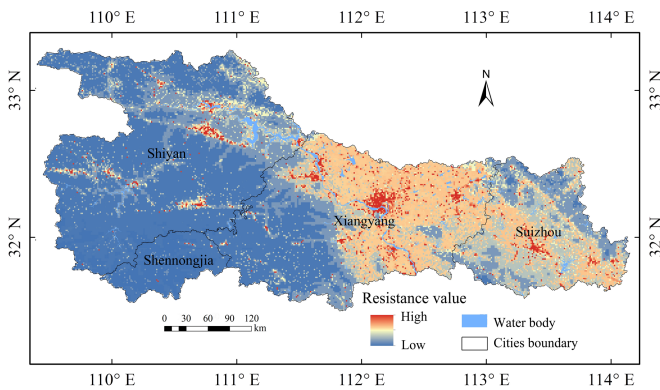 110° E 111° E 112° E 113° E 114° E
33° N 33° N
N
Shiyan
Xiangyang
Suizhou
32° N 32° N
Shennongjia
Resistance value
High
Low
Water body
Cities boundary
0 30 60 90 120
km
110° E 111° E 112° E 113° E 114° E